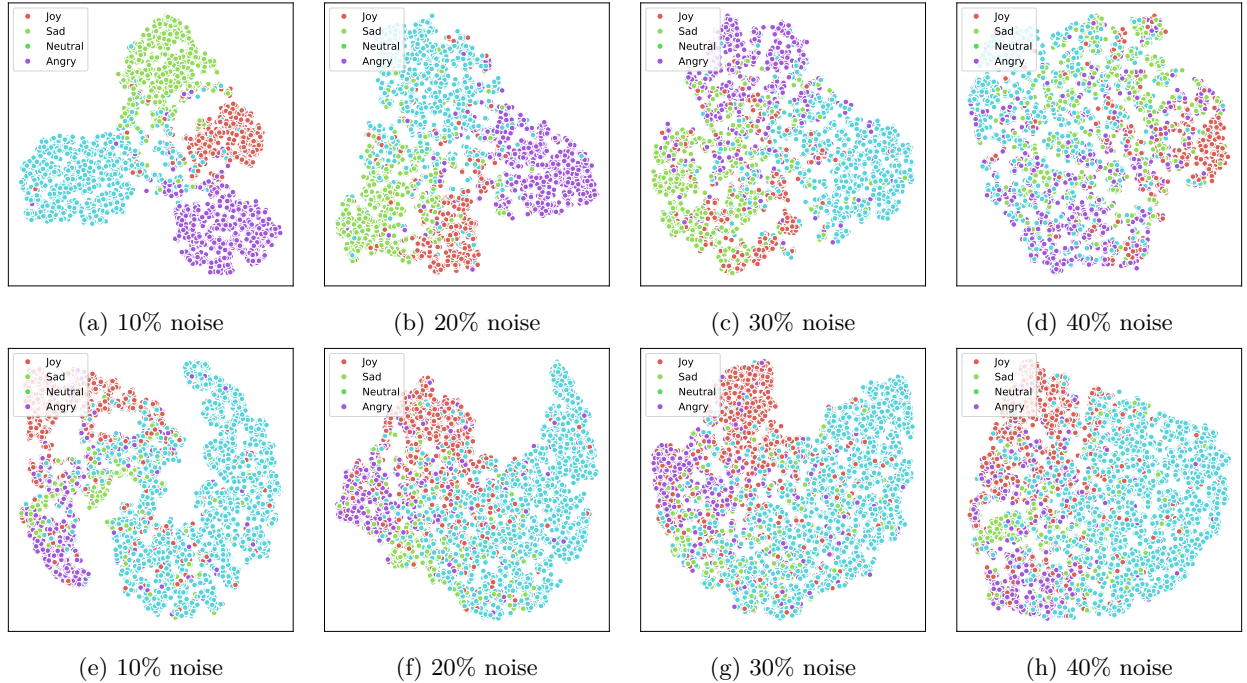 Joy
Sad
Neutral
Angry
Joy
Sad
Neutral
Angry
Joy
Sad
Neutral
Angry
Joy
Sad
Neutral
Angry
(a) 10% noise
(b) 20% noise
(c) 30% noise
(d) 40% noise
Joy
Sad
Neutral
Angry
Joy
Sad
Neutral
Angry
Joy
Sad
Neutral
Angry
Joy
Sad
Neutral
Angry
(e) 10% noise
(f) 20% noise
(g) 30% noise
(h) 40% noise